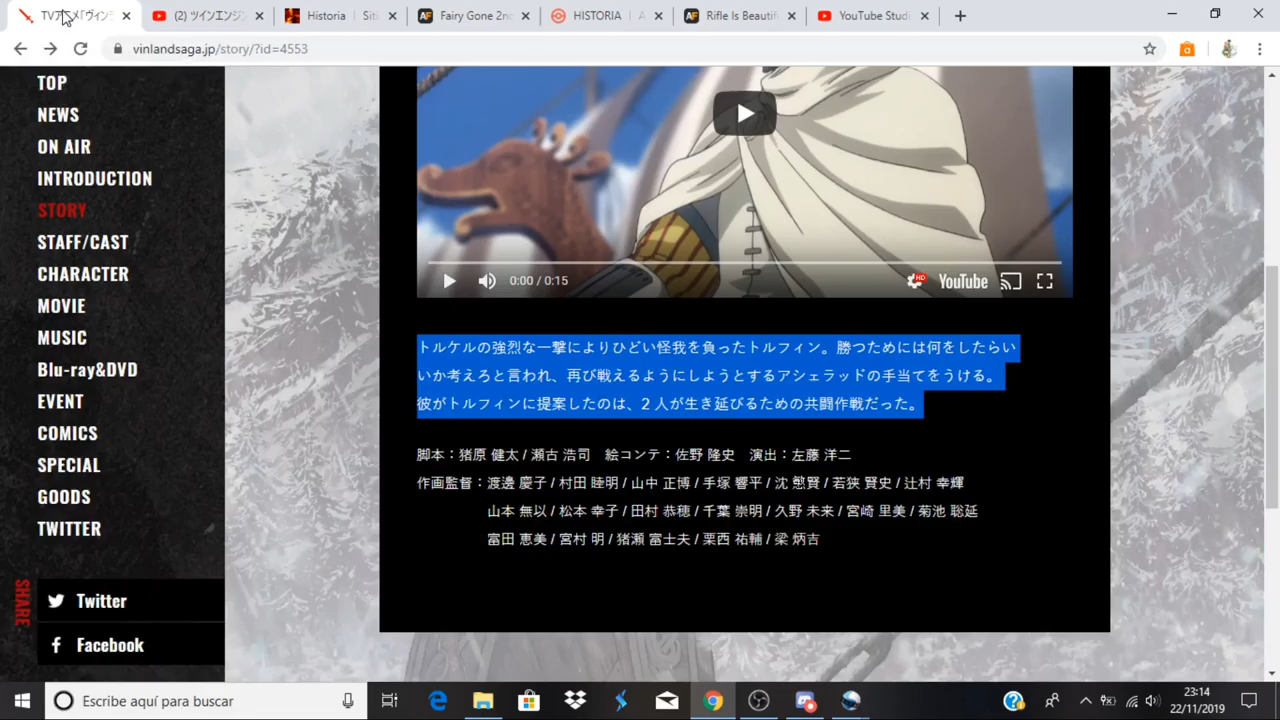 TVアニメ「ヴィン
(2) ツインエンジ
Historia | Siti
Fairy Gone 2nd
HISTORIA | A
Rifle Is Beautif
YouTube Studi
vinlandsaga.jp/story/?id=4553
TOP
NEWS
ON AIR
INTRODUCTION
STORY
STAFF/CAST
CHARACTER
MOVIE
MUSIC
Blu-ray&DVD
EVENT
COMICS
SPECIAL
GOODS
TWITTER
SHARE
Twitter
Facebook
0:00 / 0:15
HD
YouTube
トルケルの強烈な一撃によりひどい怪我を負ったトルフィン。勝つためには何をしたらい
いか考えろと言われ、再び戦えるようにしようとするアシェラッドの手当てをうける。
彼がトルフィンに提案したのは、2 人が生き延びるための共闘作戦だった。
脚本：猪原 健太 / 瀬古 浩司　絵コンテ：佐野 隆史　演出：左藤 洋二
作画監督：渡邊 慶子 / 村田 睦明 / 山中 正博 / 手塚 響平 / 沈 慜賢 / 若狭 賢史 / 辻村 幸輝
山本 無以 / 松本 幸子 / 田村 恭穂 / 千葉 崇明 / 久野 未来 / 宮崎 里美 / 菊池 聡延
富田 恵美 / 宮村 明 / 猪瀬 富士夫 / 栗西 祐輔 / 梁 炳吉
Escribe aquí para buscar
23:14
22/11/2019